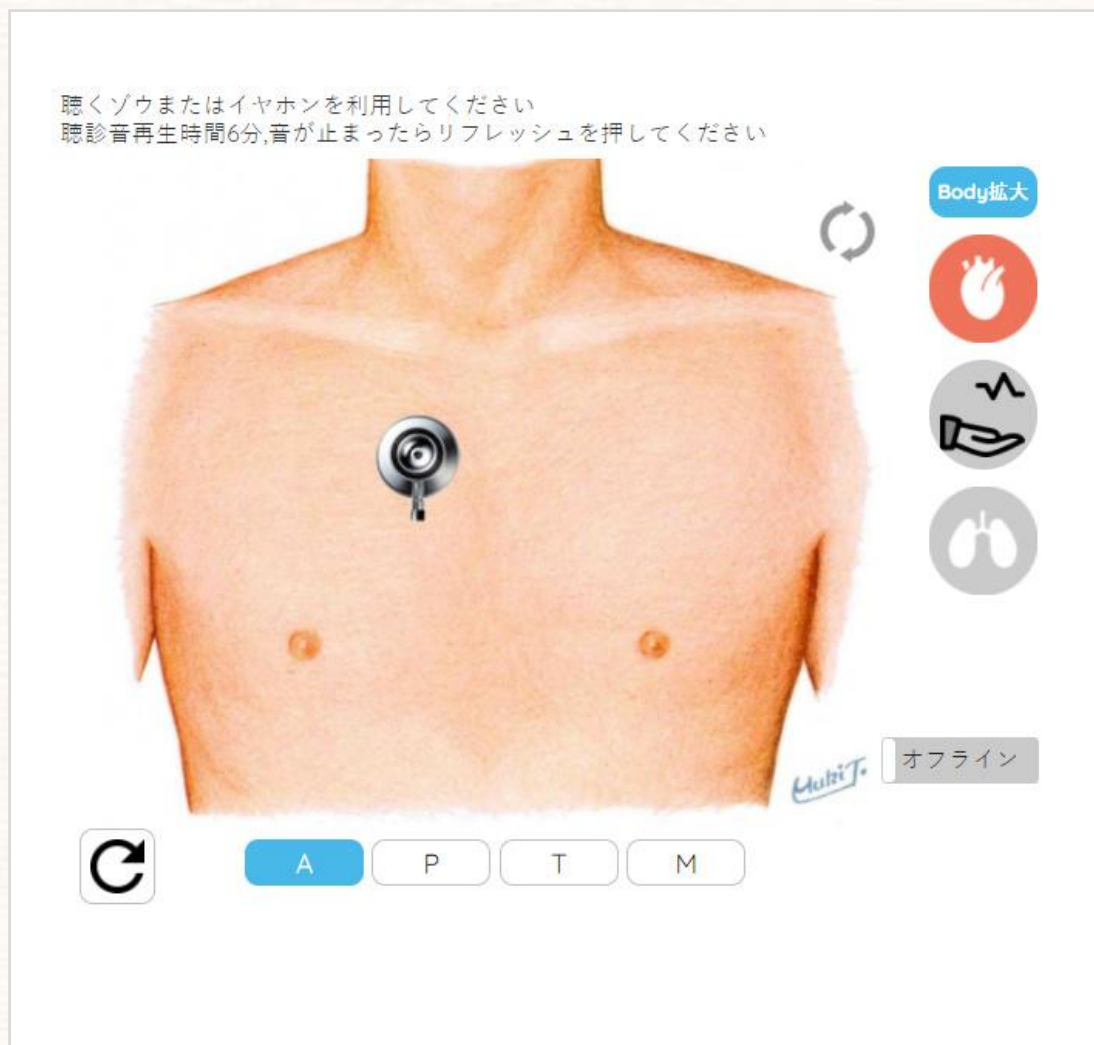 聴くゾウまたはイヤホンを利用してください
聴診音再生時間6分,音が止まったらリフレッシュを押してください
Body拡大
YukiT.
オフライン
A
P
T
M